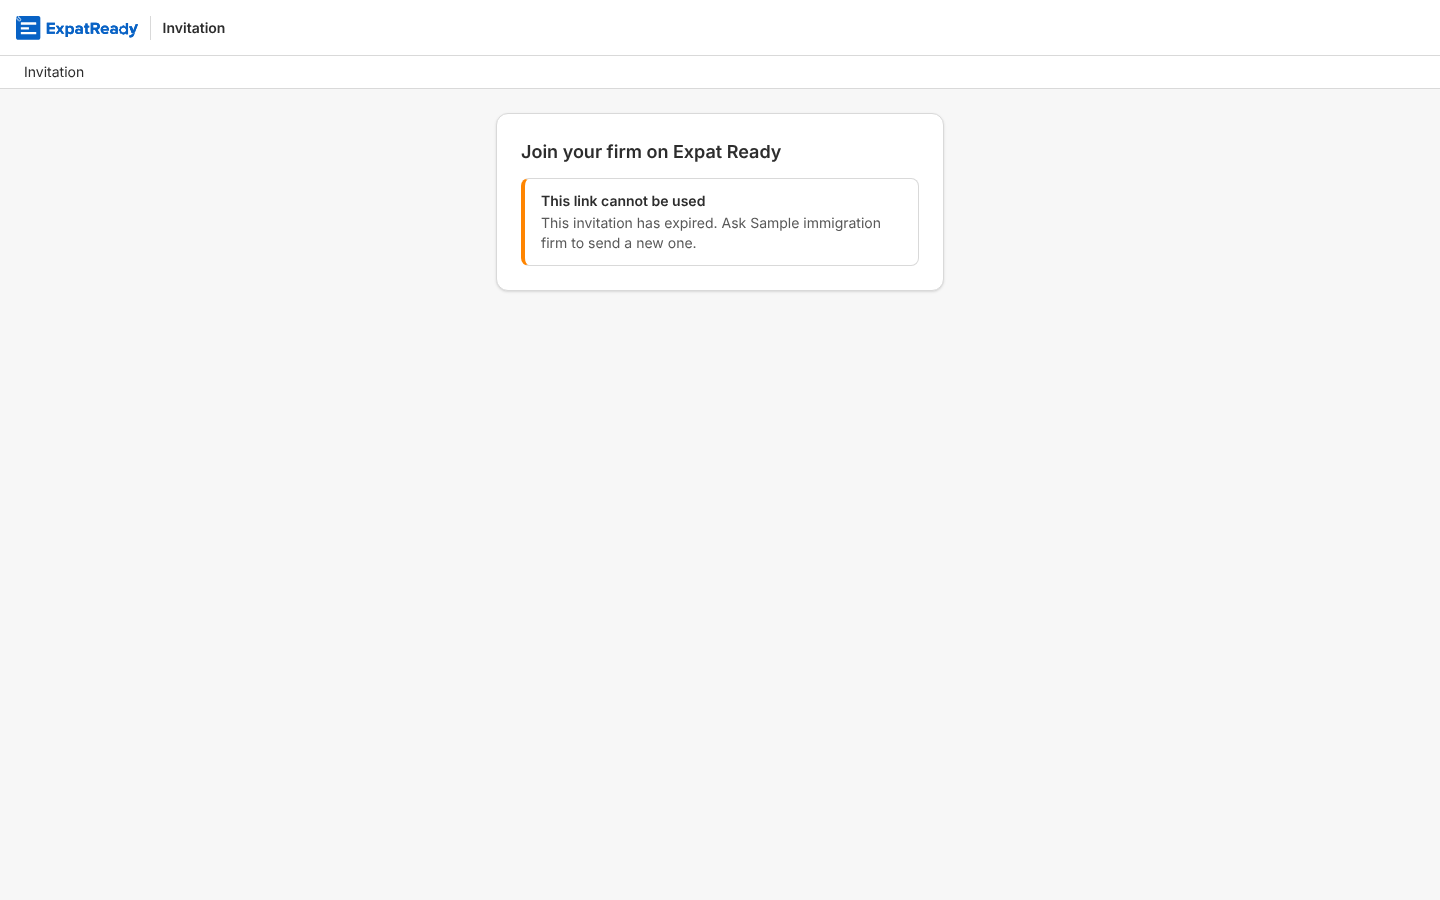 ExpatReady
Invitation
Invitation
Join your firm on Expat Ready
This link cannot be used
This invitation has expired. Ask Sample immigration
firm to send a new one.